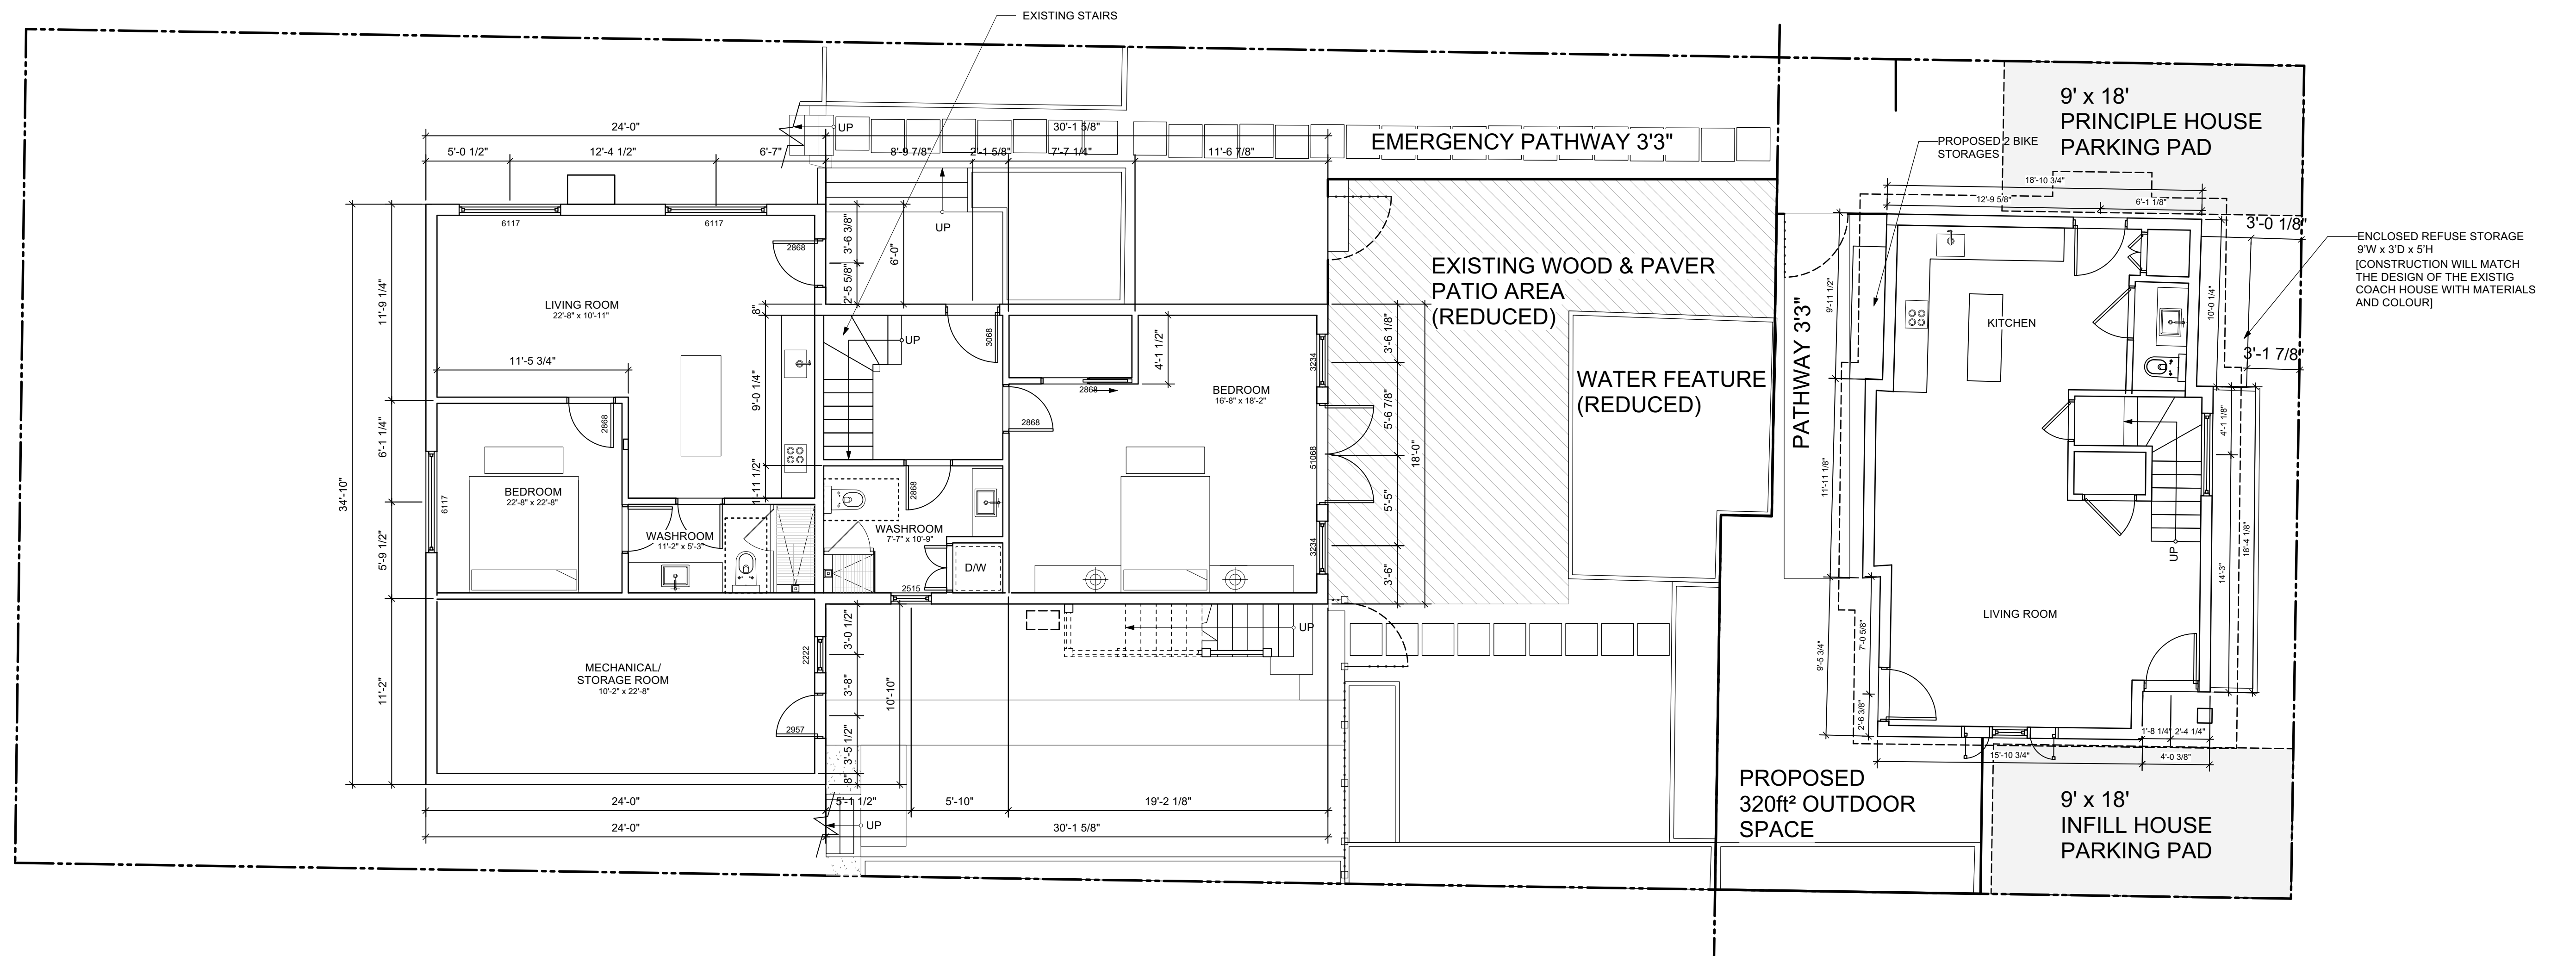 EXISTING STAIRS
24'-0"
UP
30'-1 5/8"
EMERGENCY PATHWAY 3'3"
5'-0 1/2"
12'-4 1/2"
6'-7"
8'-9 7/8"
2'-1 5/8"
7'-7 1/4"
11'-6 7/8"
9' x 18'
PRINCIPLE HOUSE
PARKING PAD
PROPOSED 2 BIKE
STORAGES
18'-10 3/4"
12'-9 5/8"
6'-1 1/8"
3'-0 1/8"
ENCLOSED REFUSE STORAGE
9'W x 3'D x 5'H
[CONSTRUCTION WILL MATCH
THE DESIGN OF THE EXISTIG
COACH HOUSE WITH MATERIALS
AND COLOUR]
3'-1 7/8"
6117
6117
2868
3'-6 3/8"
6'-0"
2'-5 5/8"
8"
UP
LIVING ROOM
22'-8" x 10'-11"
11'-9 1/4"
11'-5 3/4"
9'-0 1/4"
UP
3068
4'-1 1/2"
2868
BEDROOM
16'-8" x 18'-2"
3234
3'-6 1/8"
EXISTING WOOD & PAVER
PATIO AREA
(REDUCED)
WATER FEATURE
(REDUCED)
PATHWAY 3'3"
9'-11 1/2"
KITCHEN
10'-0 1/4"
34'-10"
6'-1 1/4"
2868
2868
5'-6 7/8"
18'-0"
51068
5'-5"
3234
3'-6"
4'-1 1/8"
11'-11 1/8"
18'-4 1/8"
14'-3"
UP
6117
BEDROOM
22'-8" x 22'-8"
1'-11 1/2"
2868
5'-9 1/2"
WASHROOM
11'-2" x 5'-3"
WASHROOM
7'-7" x 10'-9"
D/W
2515
LIVING ROOM
MECHANICAL/
STORAGE ROOM
10'-2" x 22'-8"
11'-2"
2222
2957
3'-0 1/2"
3'-8"
10'-10"
3'-5 1/2"
8"
UP
9'-5 3/4"
7'-0 5/8"
2'-6 3/8"
1'-8 1/4"
2'-4 1/4"
15'-10 3/4"
4'-0 3/8"
24'-0"
5'-1 1/2"
5'-10"
19'-2 1/8"
24'-0"
UP
30'-1 5/8"
PROPOSED
320ft² OUTDOOR
SPACE
9' x 18'
INFILL HOUSE
PARKING PAD